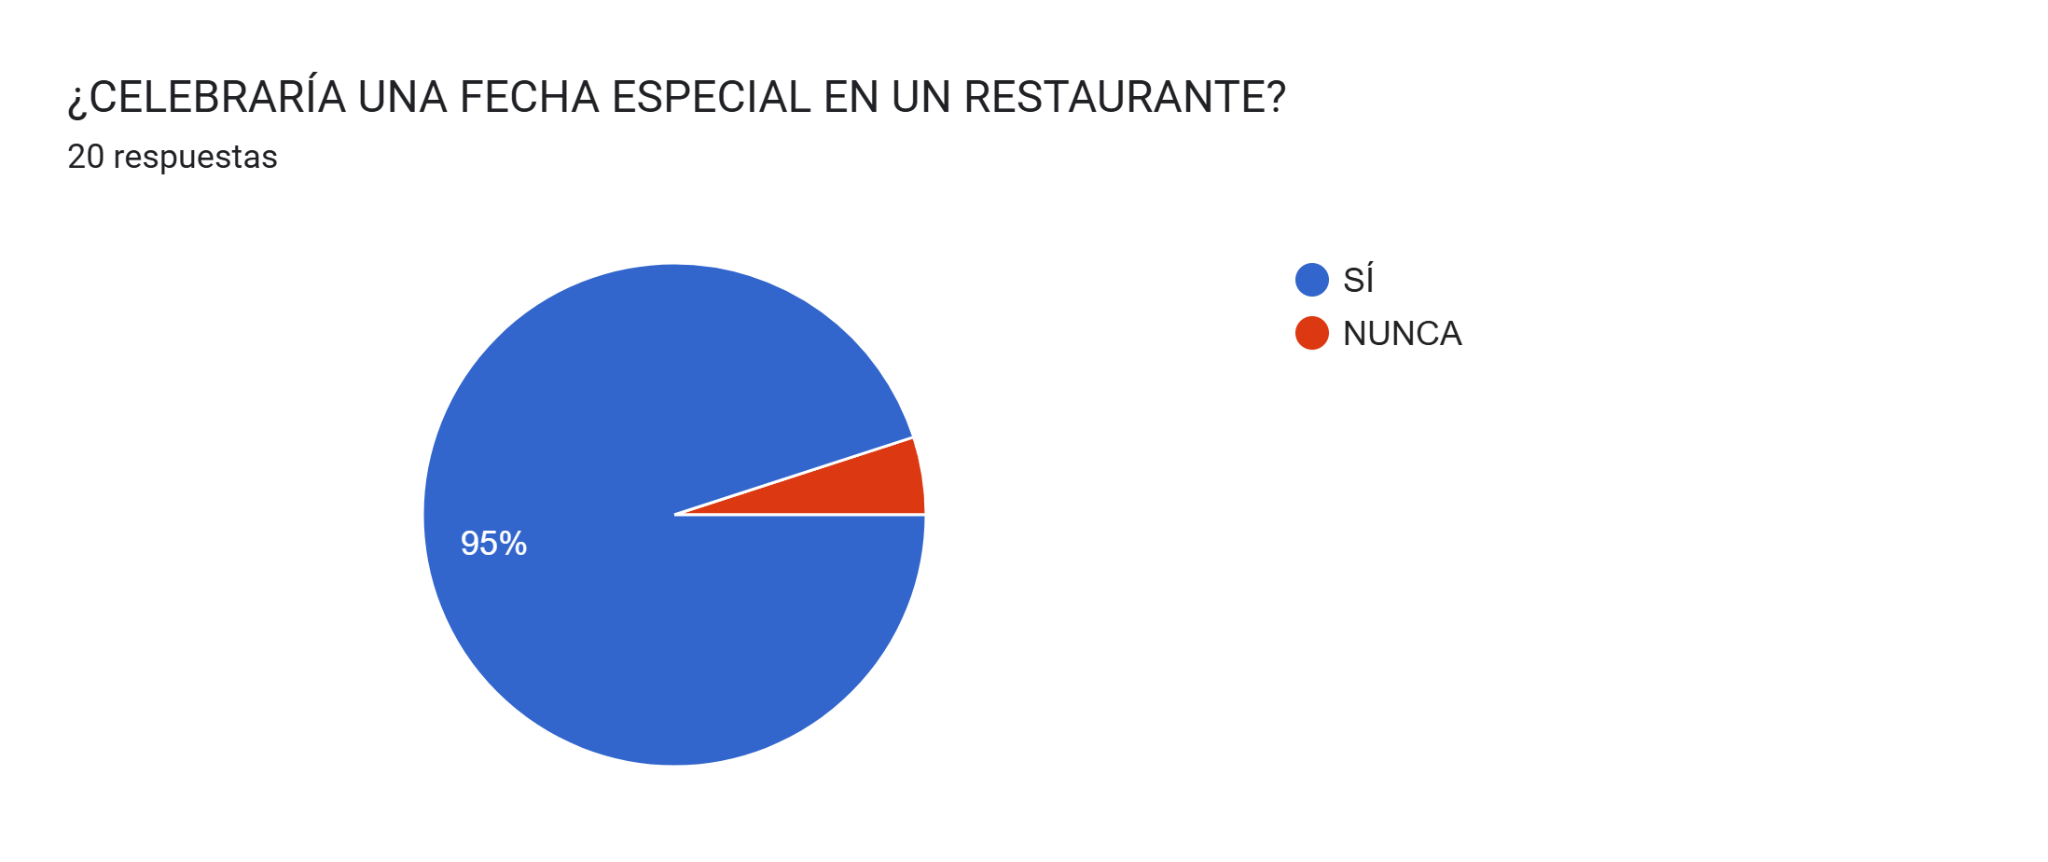 ¿CELEBRARÍA UNA FECHA ESPECIAL EN UN RESTAURANTE?
20 respuestas
SÍ
NUNCA
95%